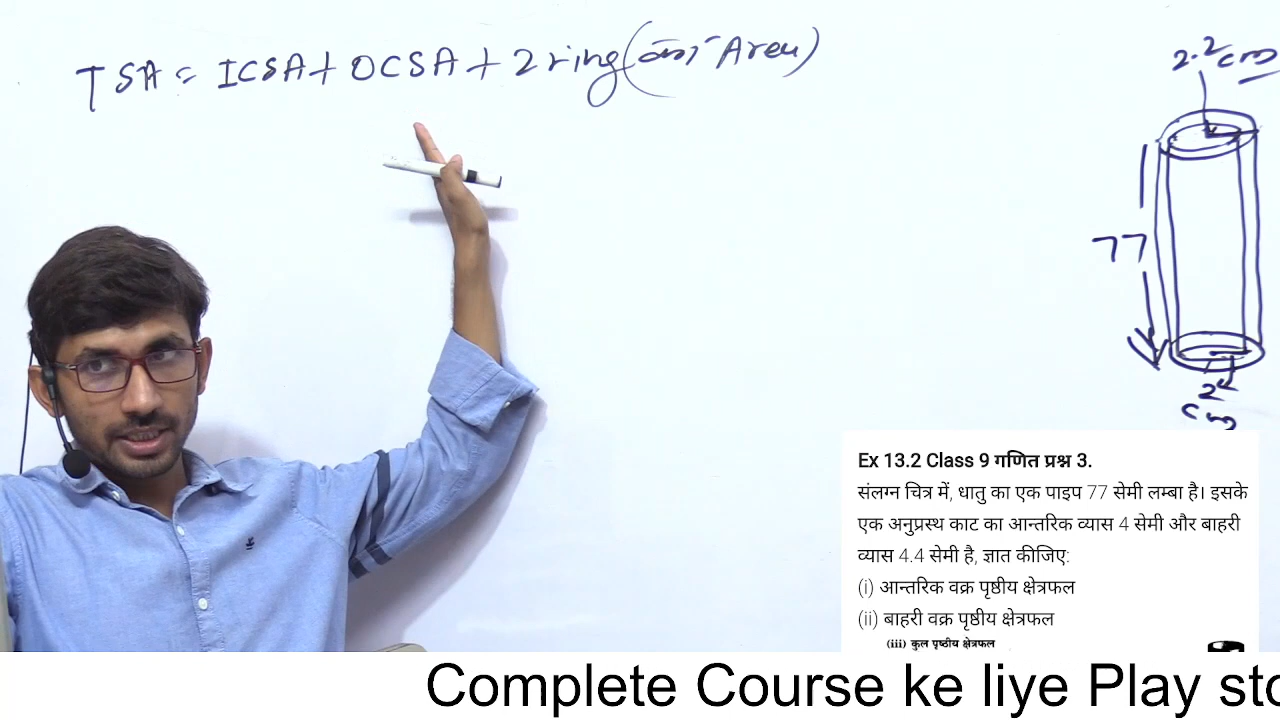 TSA = ICSA + OCSA + 2 ring (का Area)
2.2 cm
77
2
cm
Ex 13.2 Class 9 गणित प्रश्न 3.
संलग्न चित्र में, धातु का एक पाइप 77 सेमी लम्बा है। इसके
एक अनुप्रस्थ काट का आन्तरिक व्यास 4 सेमी और बाहरी
व्यास 4.4 सेमी है, ज्ञात कीजिए:
(i) आन्तरिक वक्र पृष्ठीय क्षेत्रफल
(ii) बाहरी वक्र पृष्ठीय क्षेत्रफल
(iii) कुल पृष्ठीय क्षेत्रफल
Complete Course ke liye Play sto